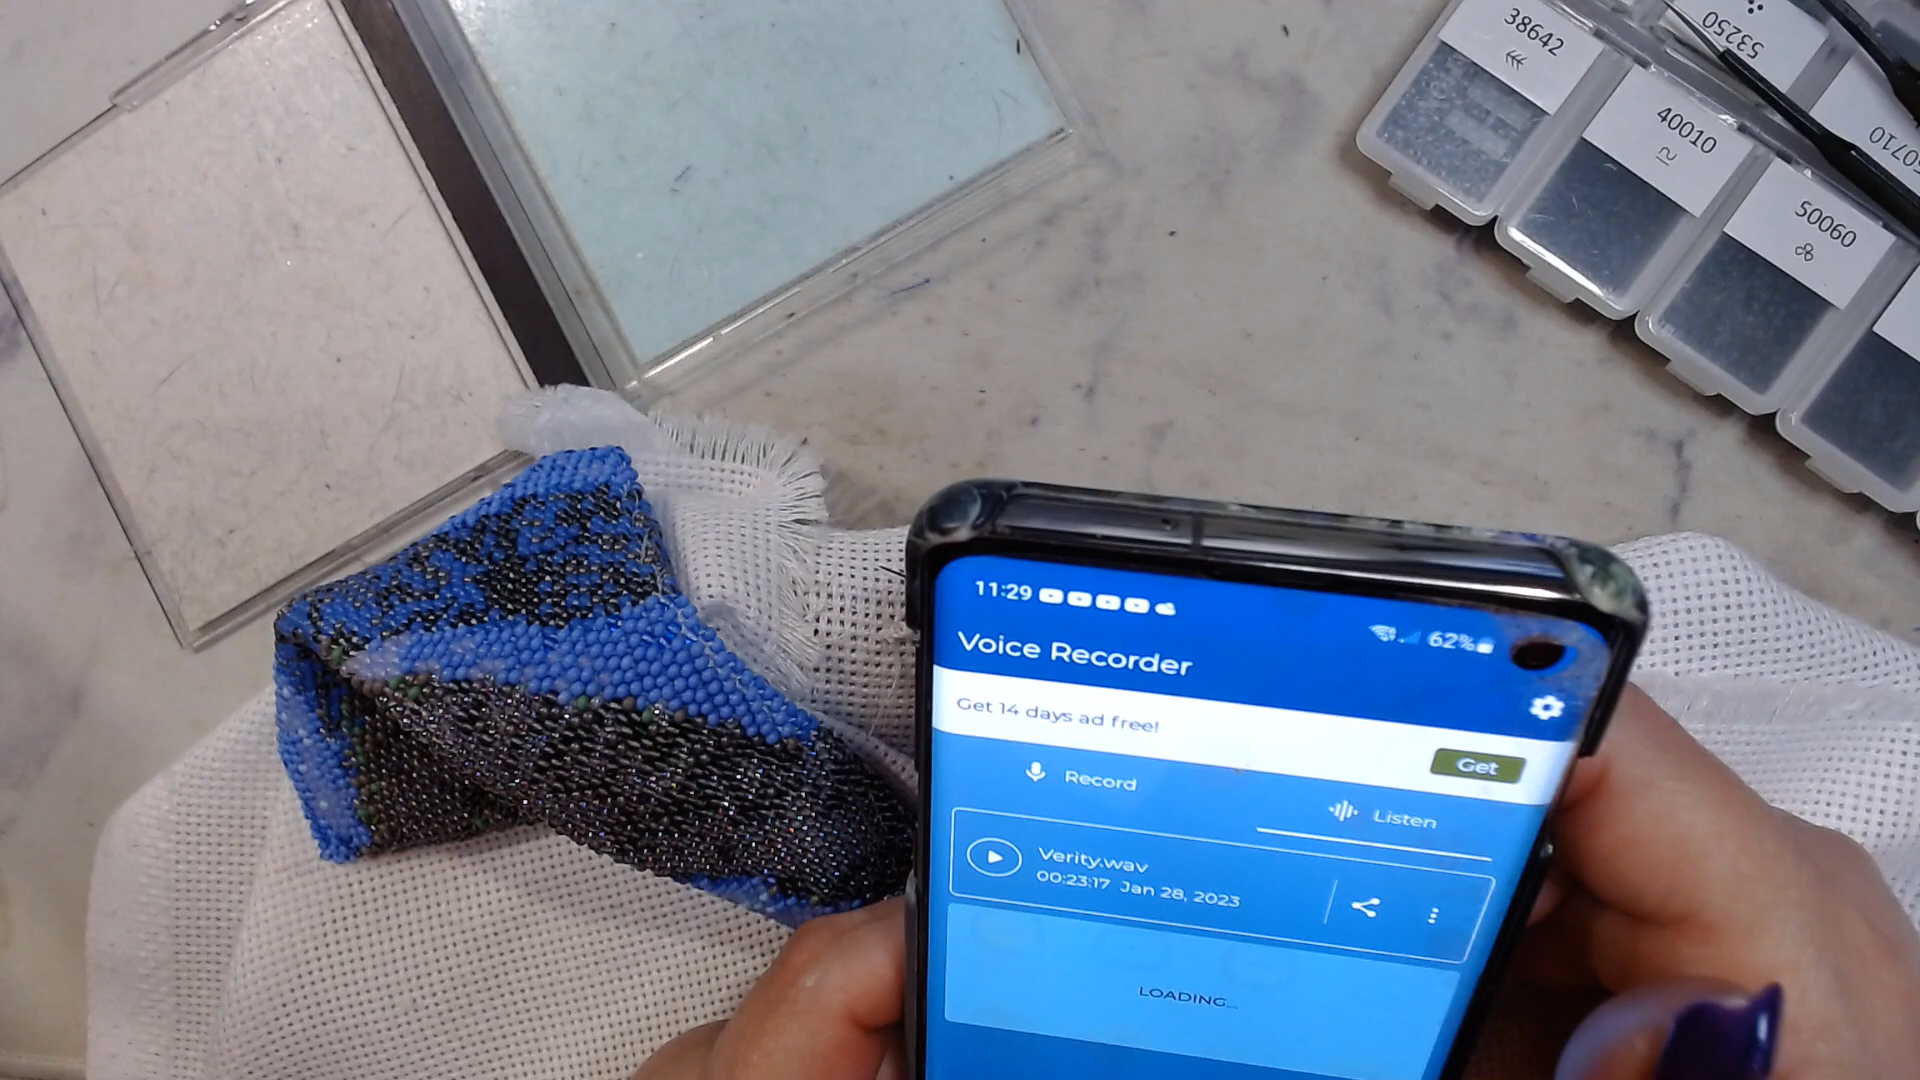 38642
53250
40010
50060
11:29
62%
Voice Recorder
Get 14 days ad free!
Get
Record
Listen
Verity.wav
00:23:17 Jan 28, 2023
LOADING...